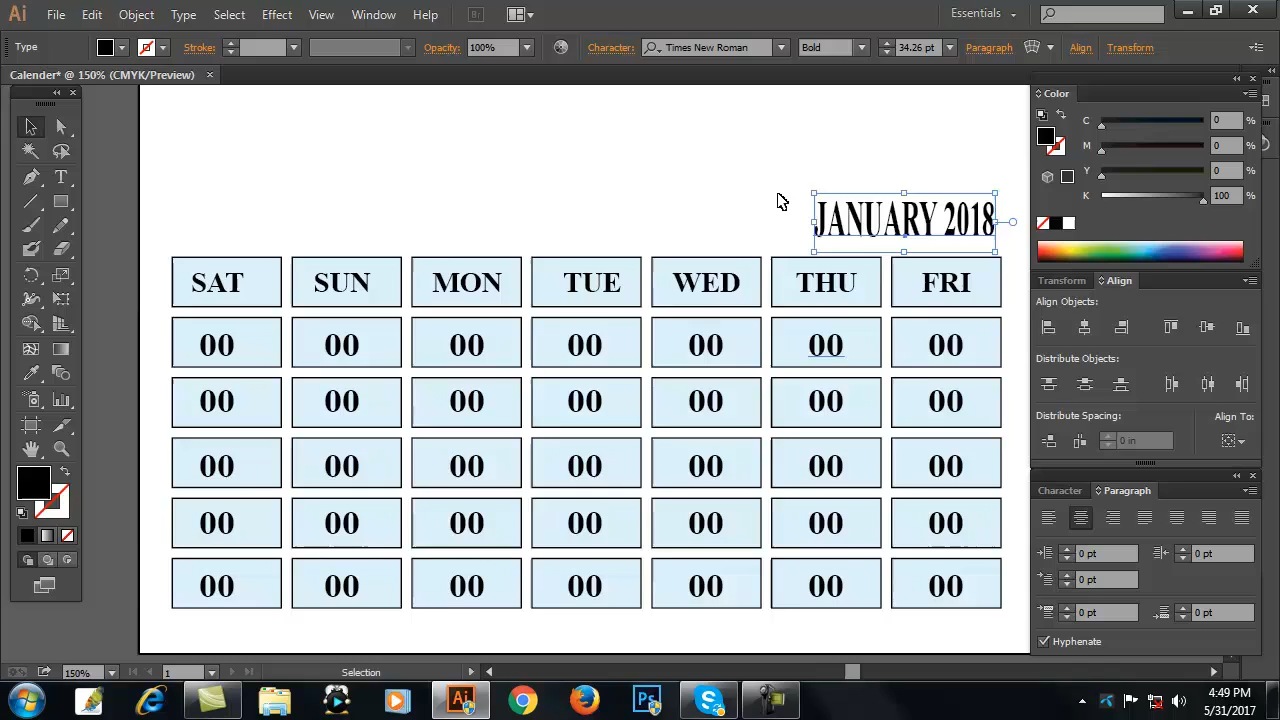 Ai File Edit Object Type Select Effect View Window Help Br Essentials
Type Stroke: Opacity: 100% Character: Times New Roman Bold 34.26 pt Paragraph Align Transform
Calender* @ 150% (CMYK/Preview)
Color
C 0 %
M 0 %
Y 0 %
K 100 %
JANUARY 2018
SAT SUN MON TUE WED THU FRI
00 00 00 00 00 00 00
00 00 00 00 00 00 00
00 00 00 00 00 00 00
00 00 00 00 00 00 00
00 00 00 00 00 00 00
Transform Align
Align Objects:
Distribute Objects:
Distribute Spacing: Align To:
0 in
Character Paragraph
0 pt 0 pt
0 pt
0 pt 0 pt
Hyphenate
150% 1 Selection
Ai Ps
4:49 PM
5/31/2017